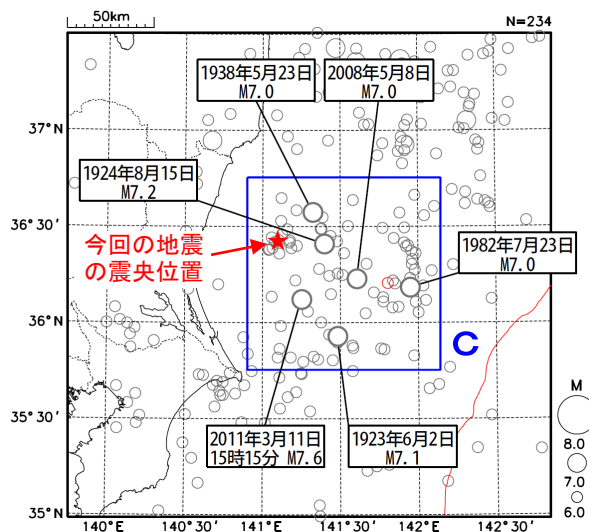 50km
N=234
1938年5月23日
M7.0
2008年5月8日
M7.0
37°N
1924年8月15日
M7.2
36°30′
今回の地震
の震央位置
1982年7月23日
M7.0
36°N
C
35°30′
2011年3月11日
15時15分 M7.6
1923年6月2日
M7.1
M
8.0
7.0
6.0
35°N
140°E
140°30′
141°E
141°30′
142°E
142°30′